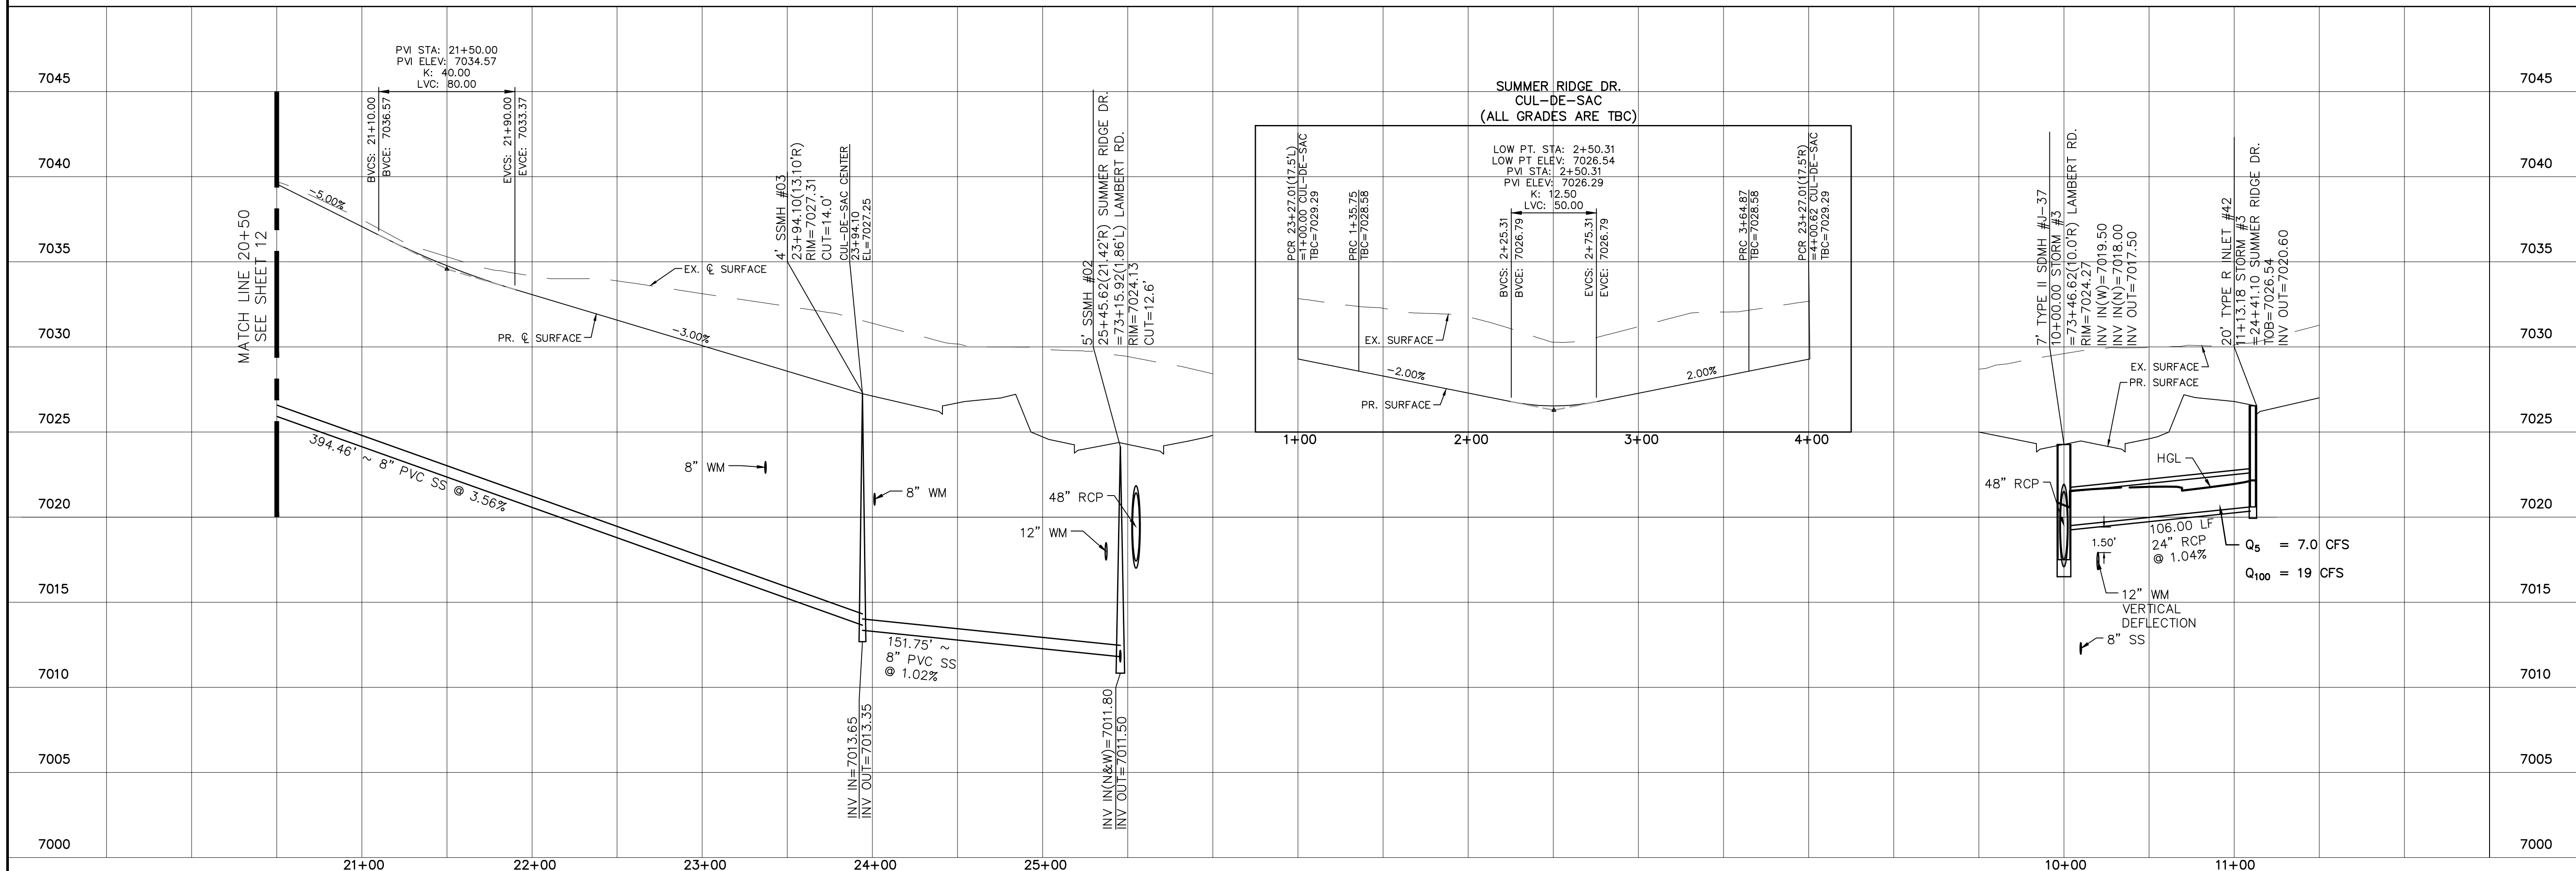 7045
7040
7035
7030
7025
7020
7015
7010
7005
7000
MATCH LINE 20+50
SEE SHEET 12
PVI STA: 21+50.00
PVI ELEV: 7034.57
K: 40.00
LVC: 80.00
BVCS: 21+10.00
BVCE: 7036.57
EVCS: 21+90.00
EVCE: 7033.37
-5.00%
-3.00%
PR. ℄ SURFACE
EX. ℄ SURFACE
394.46' ~ 8" PVC SS @ 3.56%
8" WM
8" WM
4' SSMH #03
23+94.10(13.10'R)
RIM=7027.31
CUT=14.0'
CUL-DE-SAC CENTER
23+94.10
EL=7027.25
5' SSMH #02
25+45.62(21.42'R) SUMMER RIDGE DR.
=73+15.92(1.86'L) LAMBERT RD.
RIM=7024.13
CUT=12.6'
48" RCP
12" WM
151.75' ~
8" PVC SS
@ 1.02%
INV IN=7013.65
INV OUT=7013.35
INV IN(N&W)=7011.80
INV OUT=7011.50
21+00
22+00
23+00
24+00
25+00
SUMMER RIDGE DR.
CUL-DE-SAC
(ALL GRADES ARE TBC)
PCR 23+27.01(17.5'L)
=1+00.00 CUL-DE-SAC
TBC=7029.29
PRC 1+35.75
TBC=7028.58
LOW PT. STA: 2+50.31
LOW PT ELEV: 7026.54
PVI STA: 2+50.31
PVI ELEV: 7026.29
K: 12.50
LVC: 50.00
BVCS: 2+25.31
BVCE: 7026.79
EVCS: 2+75.31
EVCE: 7026.79
PRC 3+64.87
TBC=7028.58
PCR 23+27.01(17.5'R)
=4+00.62 CUL-DE-SAC
TBC=7029.29
EX. SURFACE
-2.00%
2.00%
PR. SURFACE
1+00
2+00
3+00
4+00
7' TYPE II SDMH #J-37
10+00.00 STORM #3
=73+46.62(10.0'R) LAMBERT RD.
RIM=7024.27
INV IN(W)=7019.50
INV IN(N)=7018.00
INV OUT=7017.50
20' TYPE R INLET #42
11+13.18 STORM #3
=24+41.10 SUMMER RIDGE DR.
TOB=7026.54
INV OUT=7020.60
EX. SURFACE
PR. SURFACE
HGL
48" RCP
1.50'
106.00 LF
24" RCP
@ 1.04%
Q5 = 7.0 CFS
Q100 = 19 CFS
12" WM
VERTICAL
DEFLECTION
8" SS
10+00
11+00
7045
7040
7035
7030
7025
7020
7015
7010
7005
7000